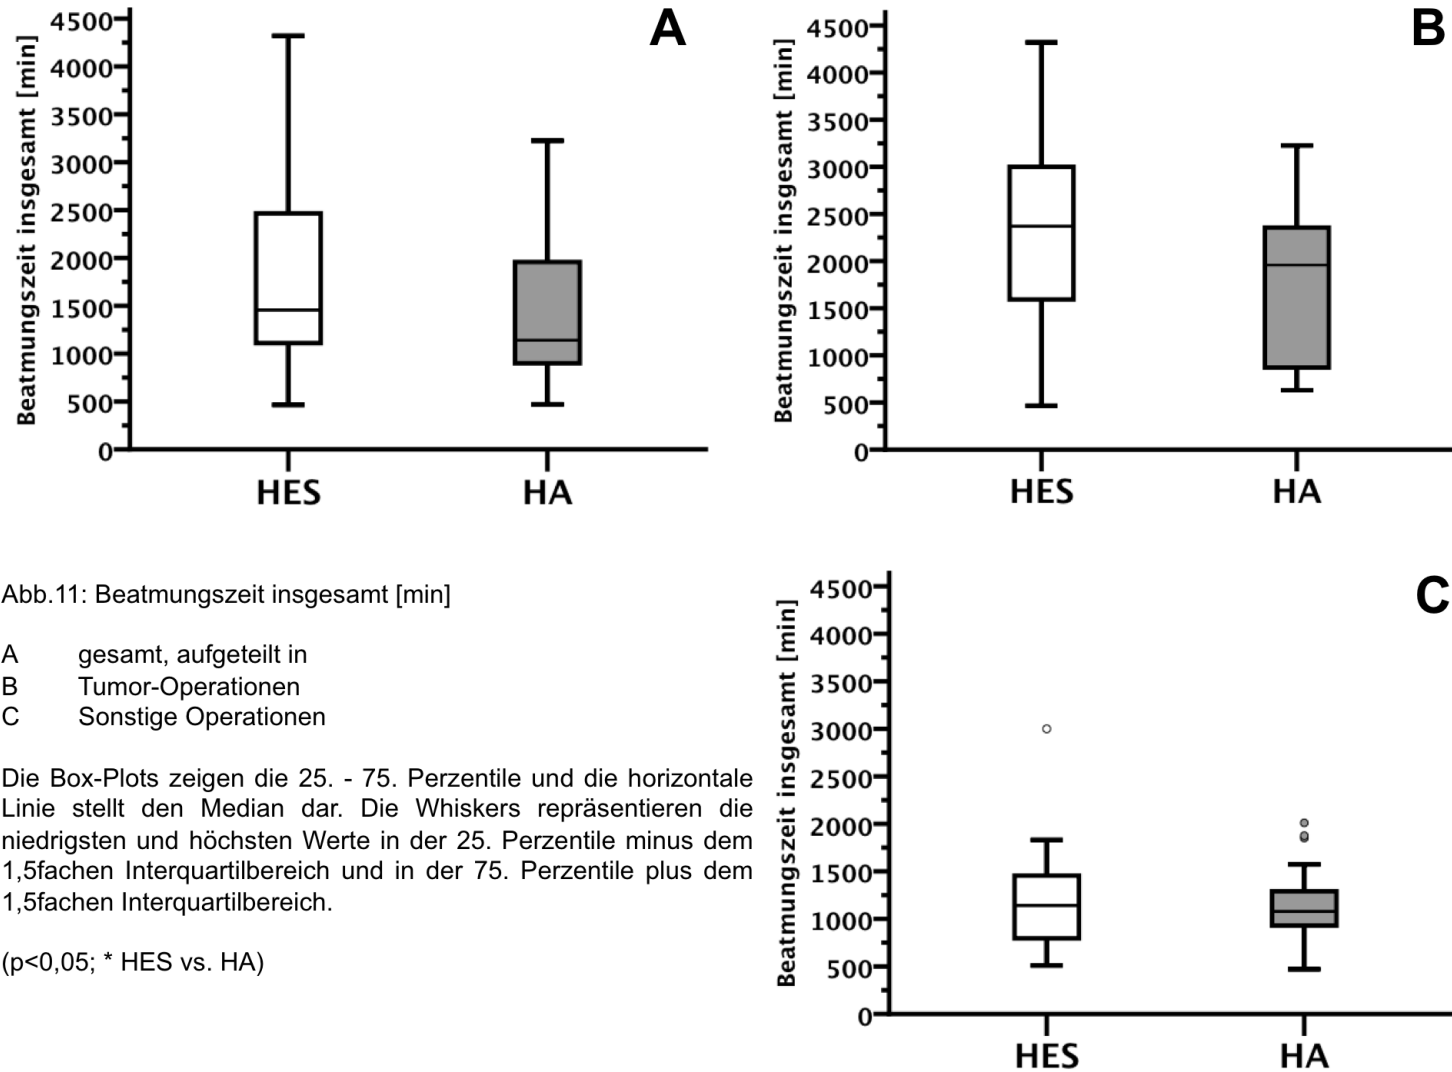 A
Beatmungszeit insgesamt [min]
4500
4000
3500
3000
2500
2000
1500
1000
500
0
HES HA
B
Beatmungszeit insgesamt [min]
4500
4000
3500
3000
2500
2000
1500
1000
500
0
HES HA
Abb.11: Beatmungszeit insgesamt [min]
A gesamt, aufgeteilt in
B Tumor-Operationen
C Sonstige Operationen
Die Box-Plots zeigen die 25. - 75. Perzentile und die horizontale
Linie stellt den Median dar. Die Whiskers repräsentieren die
niedrigsten und höchsten Werte in der 25. Perzentile minus dem
1,5fachen Interquartilbereich und in der 75. Perzentile plus dem
1,5fachen Interquartilbereich.
(p<0,05; * HES vs. HA)
C
Beatmungszeit insgesamt [min]
4500
4000
3500
3000
2500
2000
1500
1000
500
0
HES HA